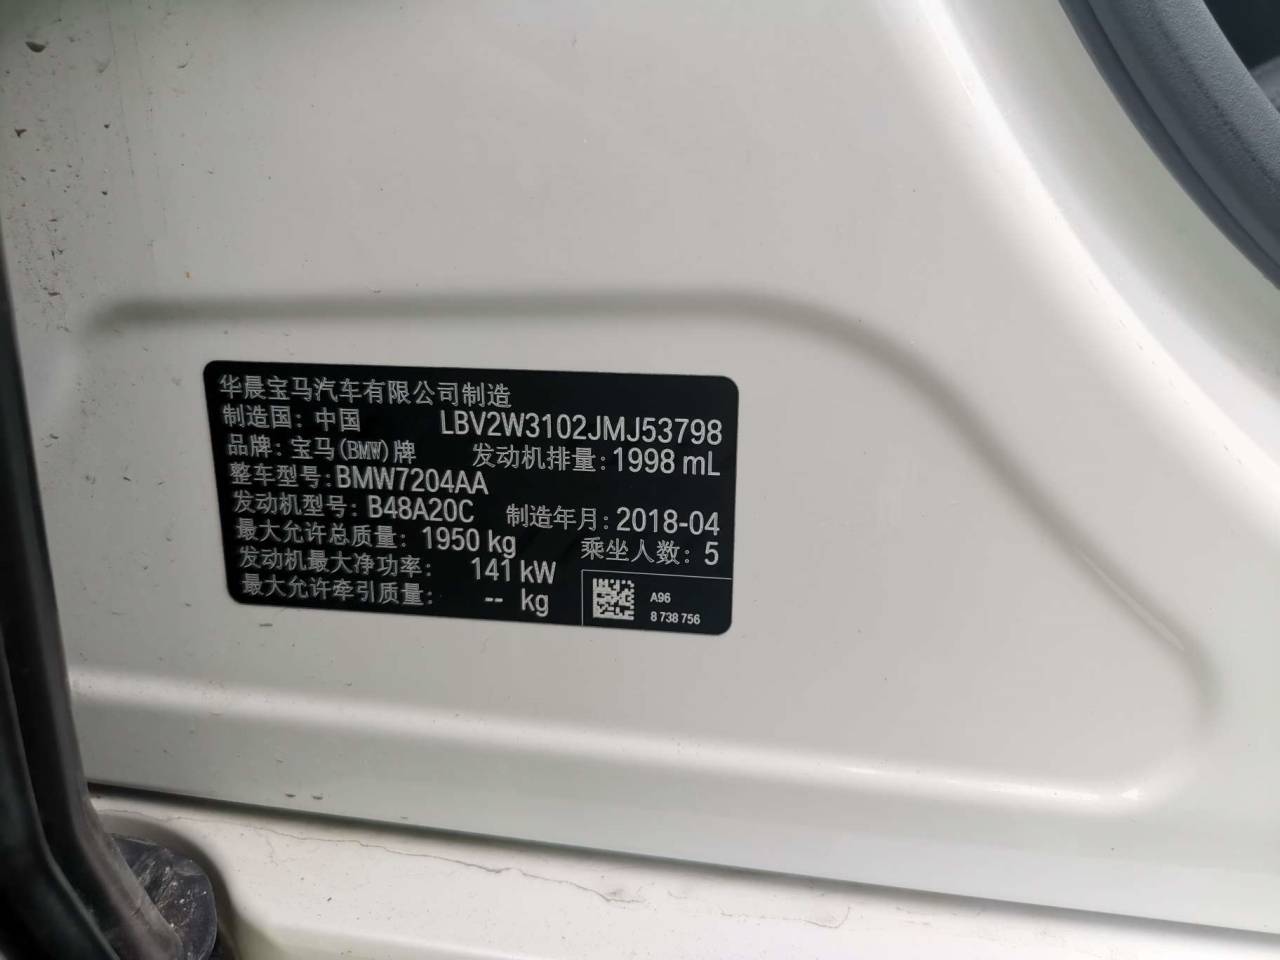 华晨宝马汽车有限公司制造
制造国: 中国 LBV2W3102JMJ53798
品牌: 宝马(BMW)牌 发动机排量: 1998 mL
整车型号: BMW7204AA
发动机型号: B48A20C 制造年月: 2018-04
最大允许总质量: 1950 kg 乘坐人数: 5
发动机最大净功率: 141 kW
最大允许牵引质量: -- kg
A96
8 738 756